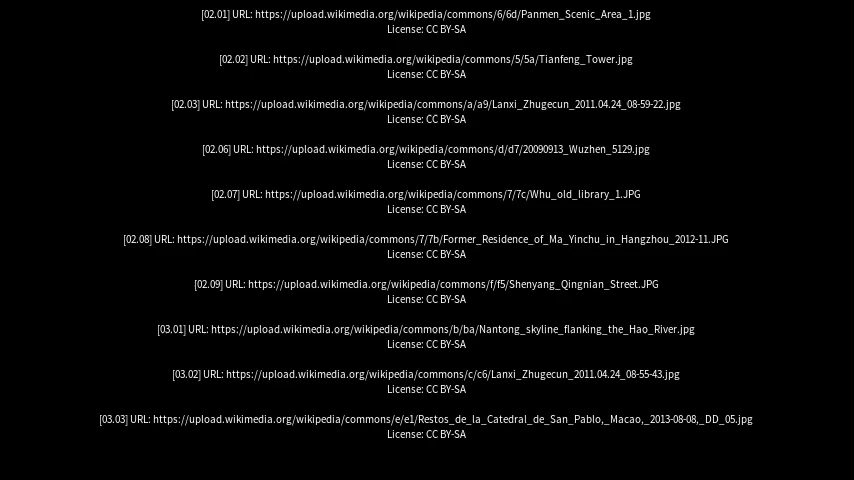 [02.01] URL: https://upload.wikimedia.org/wikipedia/commons/6/6d/Panmen_Scenic_Area_1.jpg
License: CC BY-SA
[02.02] URL: https://upload.wikimedia.org/wikipedia/commons/5/5a/Tianfeng_Tower.jpg
License: CC BY-SA
[02.03] URL: https://upload.wikimedia.org/wikipedia/commons/a/a9/Lanxi_Zhugecun_2011.04.24_08-59-22.jpg
License: CC BY-SA
[02.06] URL: https://upload.wikimedia.org/wikipedia/commons/d/d7/20090913_Wuzhen_5129.jpg
License: CC BY-SA
[02.07] URL: https://upload.wikimedia.org/wikipedia/commons/7/7c/Whu_old_library_1.JPG
License: CC BY-SA
[02.08] URL: https://upload.wikimedia.org/wikipedia/commons/7/7b/Former_Residence_of_Ma_Yinchu_in_Hangzhou_2012-11.JPG
License: CC BY-SA
[02.09] URL: https://upload.wikimedia.org/wikipedia/commons/f/f5/Shenyang_Qingnian_Street.JPG
License: CC BY-SA
[03.01] URL: https://upload.wikimedia.org/wikipedia/commons/b/ba/Nantong_skyline_flanking_the_Hao_River.jpg
License: CC BY-SA
[03.02] URL: https://upload.wikimedia.org/wikipedia/commons/c/c6/Lanxi_Zhugecun_2011.04.24_08-55-43.jpg
License: CC BY-SA
[03.03] URL: https://upload.wikimedia.org/wikipedia/commons/e/e1/Restos_de_la_Catedral_de_San_Pablo,_Macao,_2013-08-08,_DD_05.jpg
License: CC BY-SA